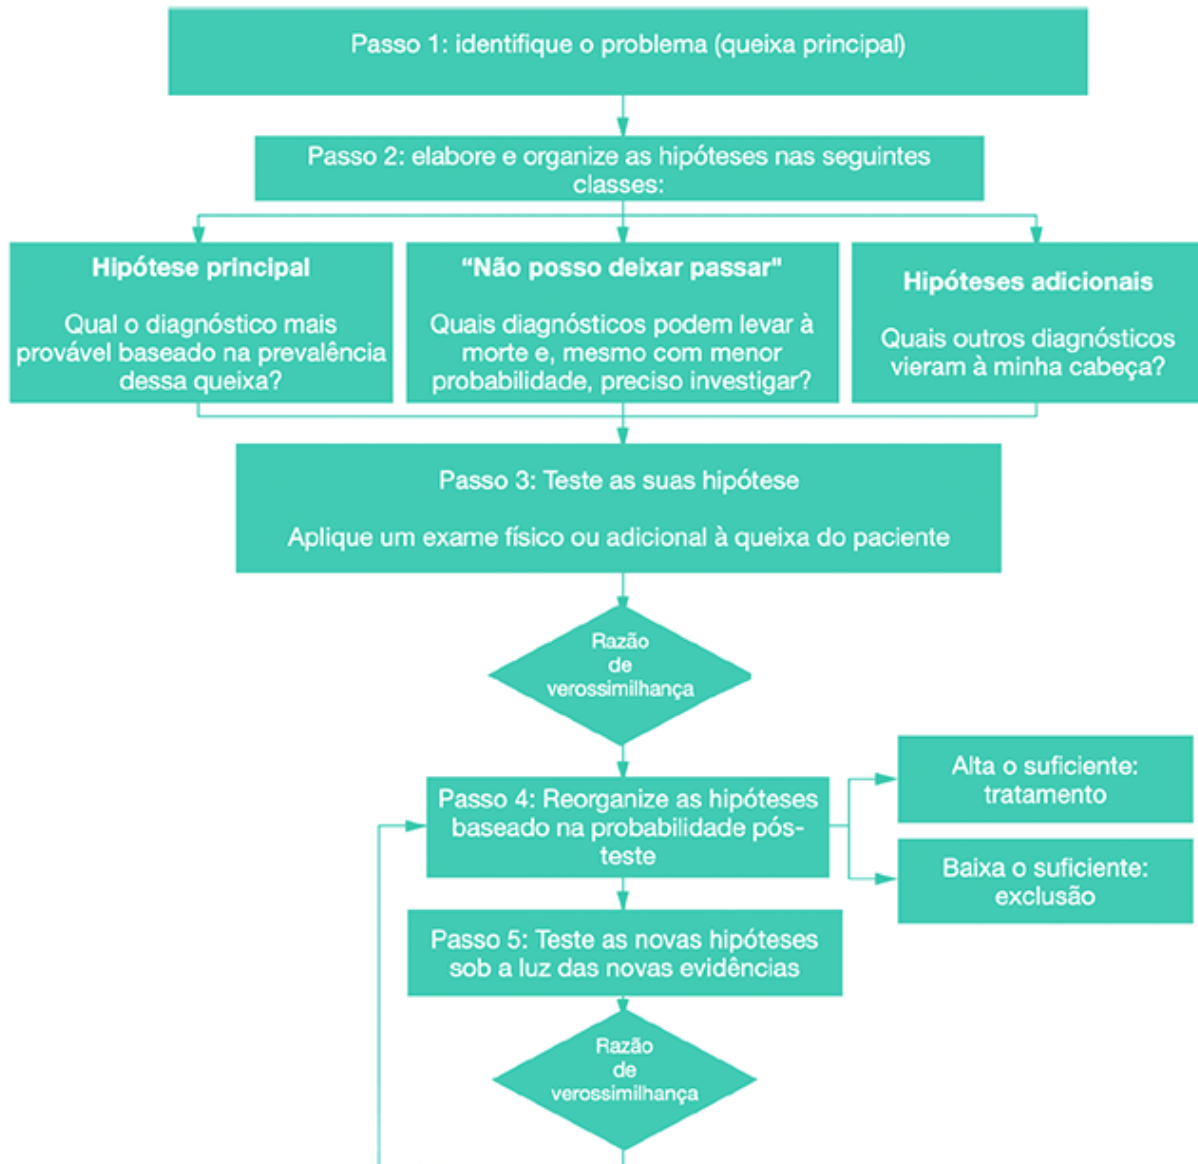 Passo 1: identifique o problema (queixa principal)
Passo 2: elabore e organize as hipóteses nas seguintes
classes:
Hipótese principal
Qual o diagnóstico mais
provável baseado na prevalência
dessa queixa?
“Não posso deixar passar"
Quais diagnósticos podem levar à
morte e, mesmo com menor
probabilidade, preciso investigar?
Hipóteses adicionais
Quais outros diagnósticos
vieram à minha cabeça?
Passo 3: Teste as suas hipótese
Aplique um exame físico ou adicional à queixa do paciente
Razão
de
verossimilhança
Passo 4: Reorganize as hipóteses
baseado na probabilidade pós-
teste
Alta o suficiente:
tratamento
Baixa o suficiente:
exclusão
Passo 5: Teste as novas hipóteses
sob a luz das novas evidências
Razão
de
verossimilhança